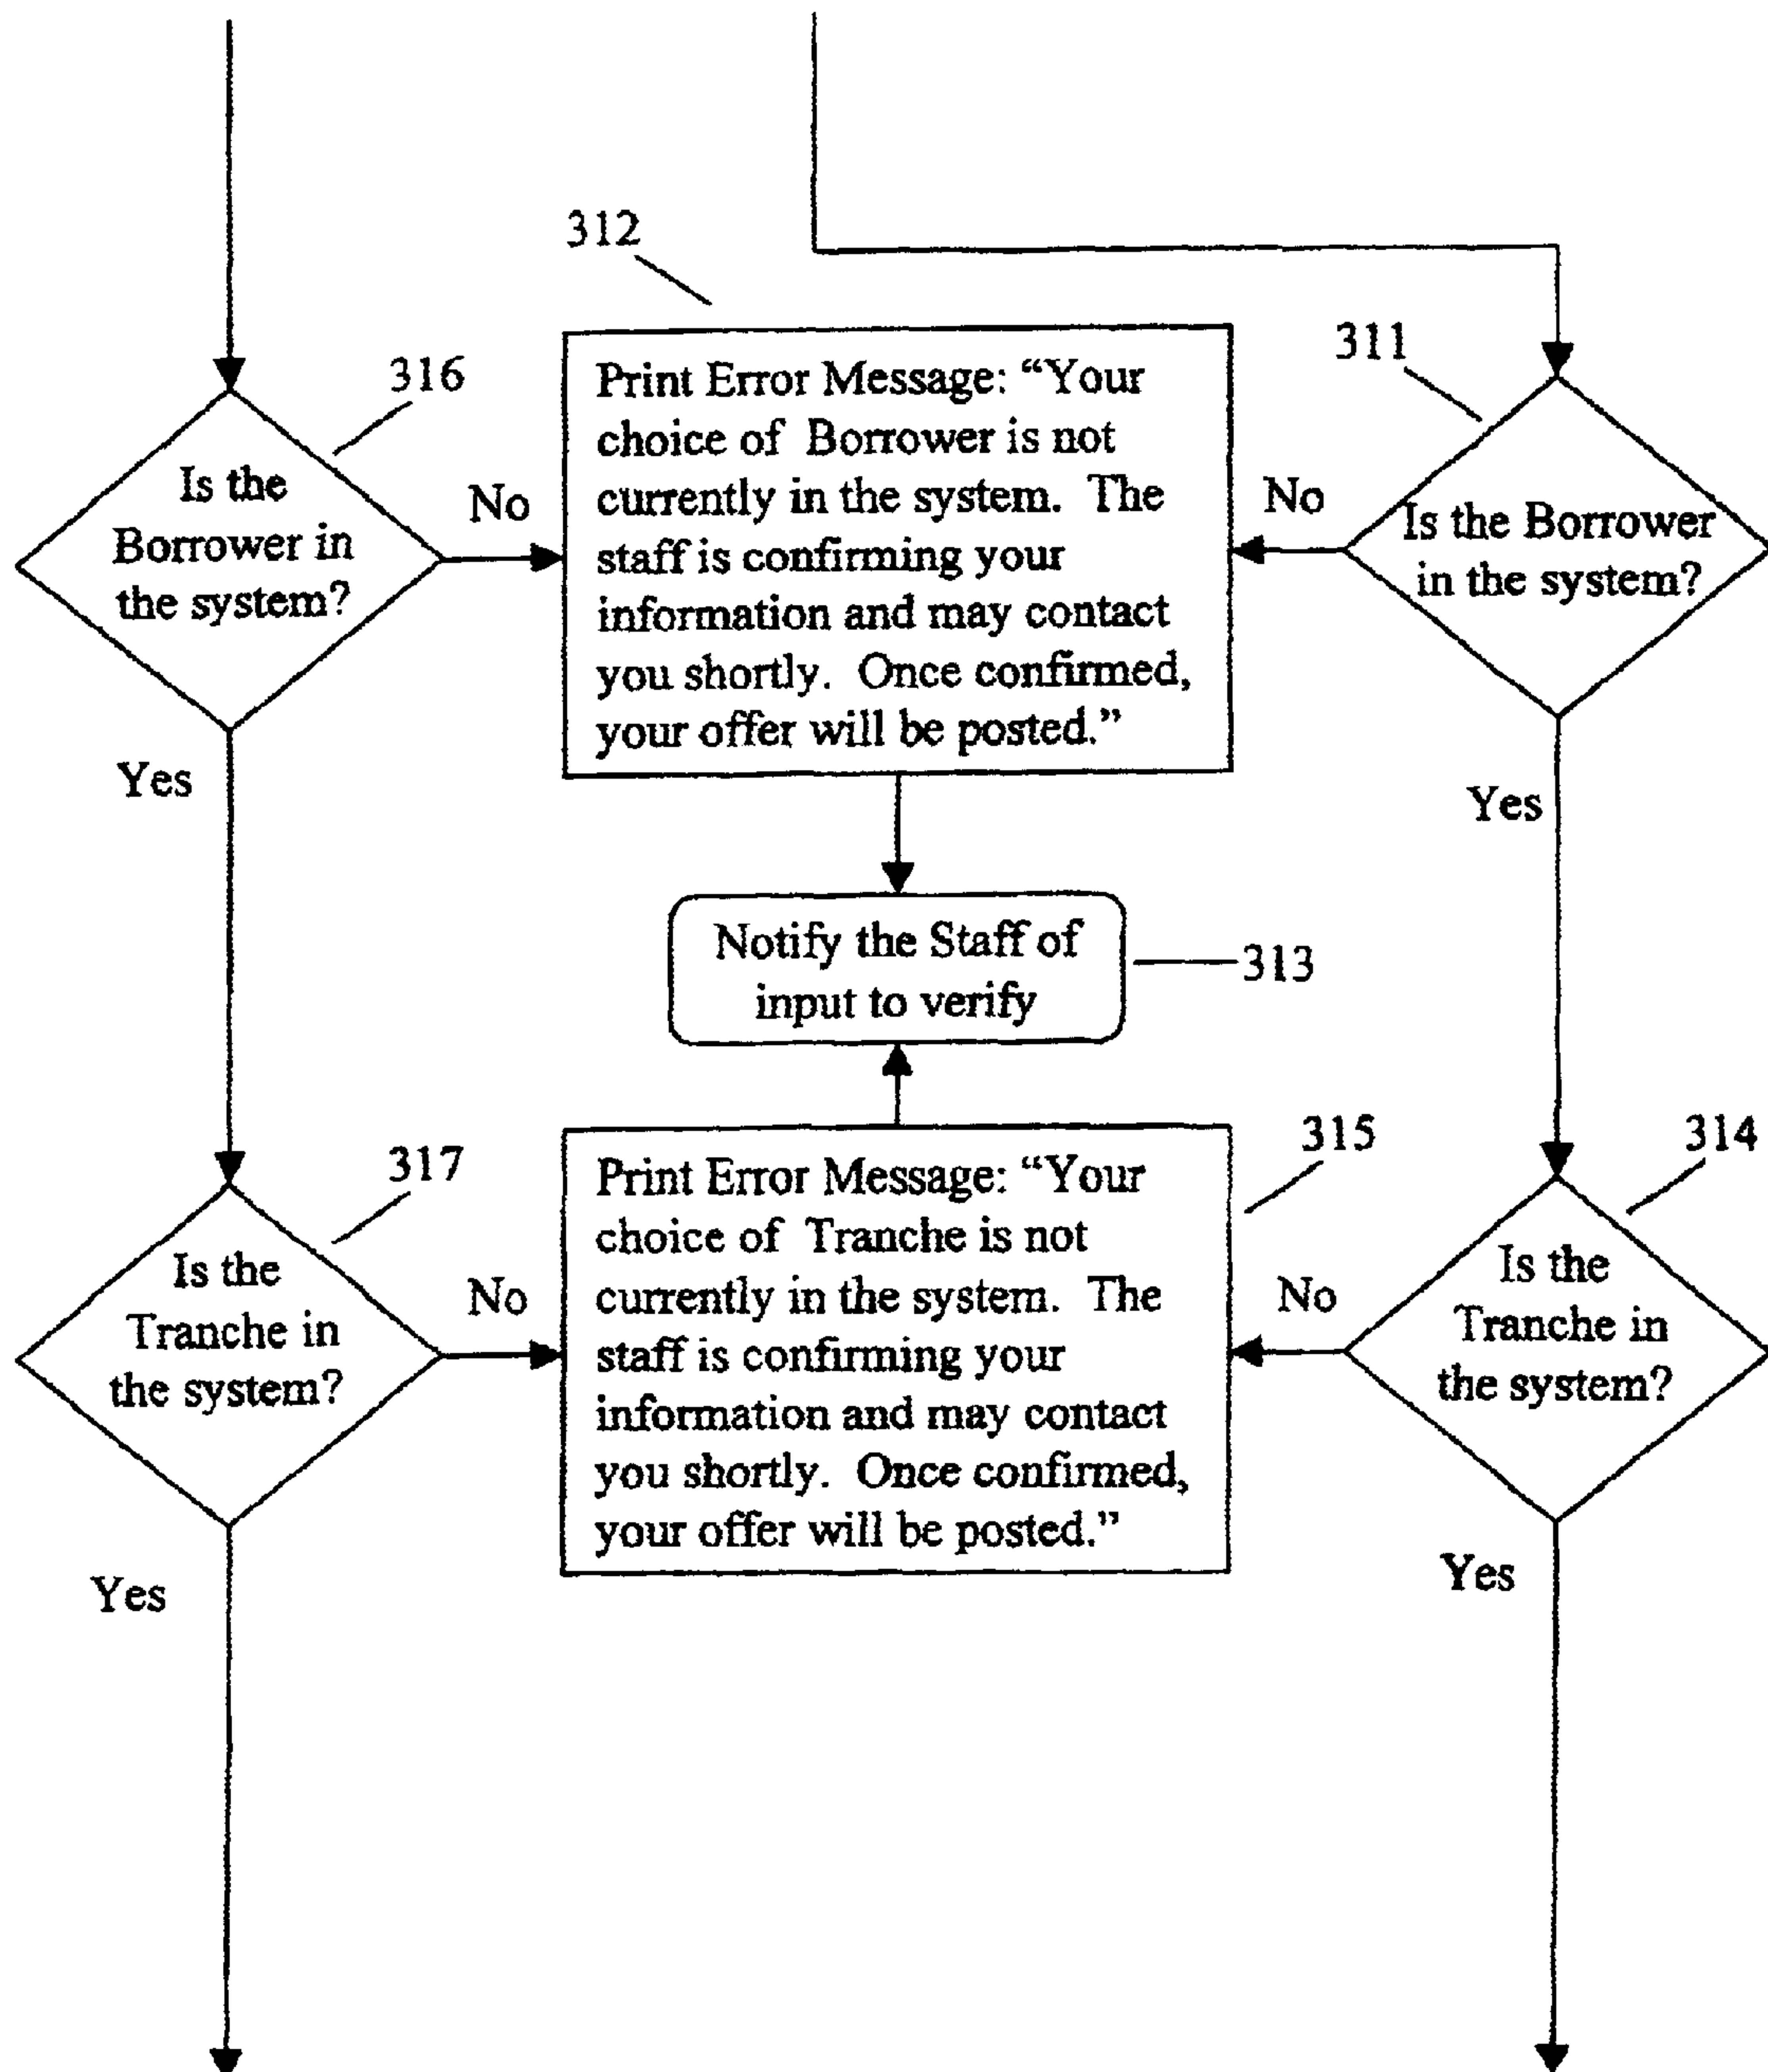 312
316
311
Print Error Message: “Your
choice of Borrower is not
currently in the system. The
staff is confirming your
information and may contact
you shortly. Once confirmed,
your offer will be posted.”
Is the
Borrower in
the system?
No
No
Is the Borrower
in the system?
Yes
Yes
Notify the Staff of
input to verify
313
317
315
314
Print Error Message: “Your
choice of Tranche is not
currently in the system. The
staff is confirming your
information and may contact
you shortly. Once confirmed,
your offer will be posted.”
Is the
Tranche in
the system?
No
No
Is the
Tranche in
the system?
Yes
Yes